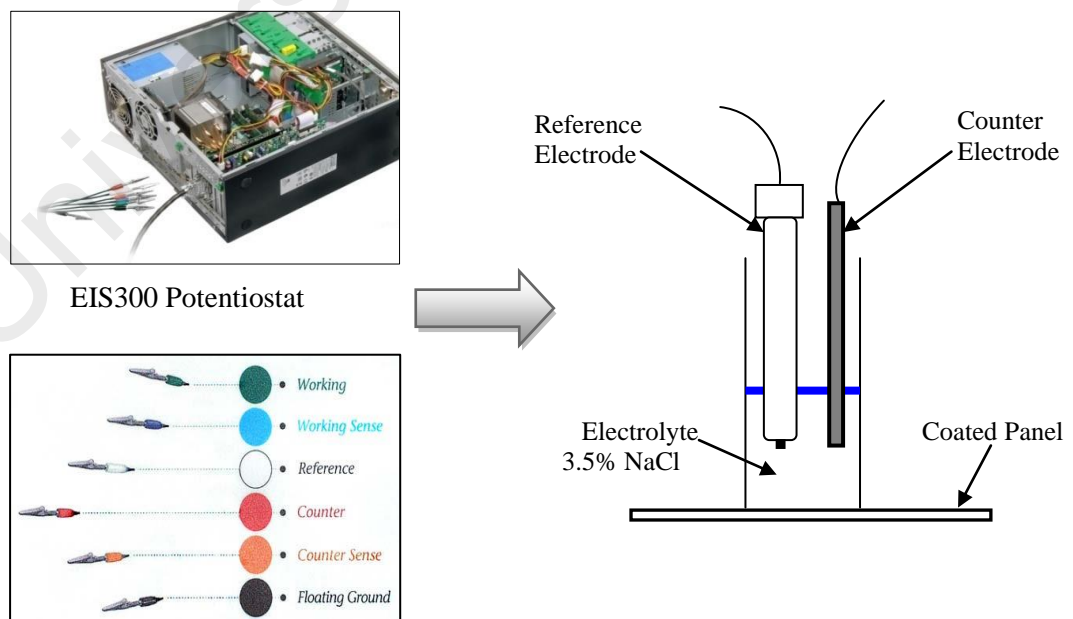 EIS300 Potentiostat
Working
Working Sense
Reference
Counter
Counter Sense
Floating Ground
Reference
Electrode
Counter
Electrode
Electrolyte
3.5% NaCl
Coated Panel